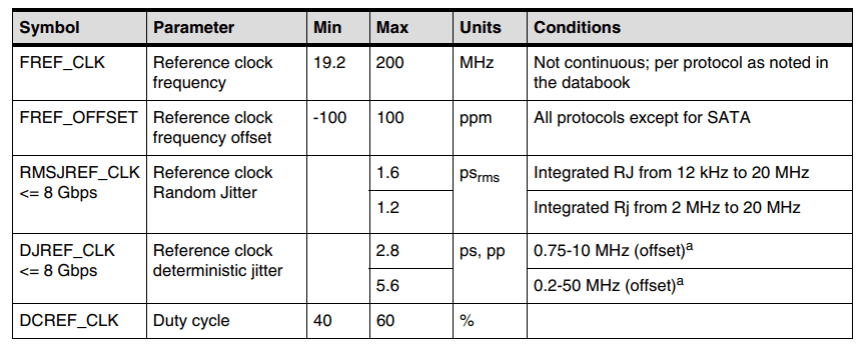 Symbol Parameter Min Max Units Conditions
FREF_CLK Reference clock 19.2 200 MHz Not continuous; per protocol as noted in
frequency the databook
FREF_OFFSET Reference clock -100 100 ppm All protocols except for SATA
frequency offset
RMSJREF_CLK Reference clock 1.6 psrms Integrated RJ from 12 kHz to 20 MHz
<= 8 Gbps Random Jitter
1.2 Integrated Rj from 2 MHz to 20 MHz
DJREF_CLK Reference clock 2.8 ps, pp 0.75-10 MHz (offset)a
<= 8 Gbps deterministic jitter
5.6 0.2-50 MHz (offset)a
DCREF_CLK Duty cycle 40 60 %